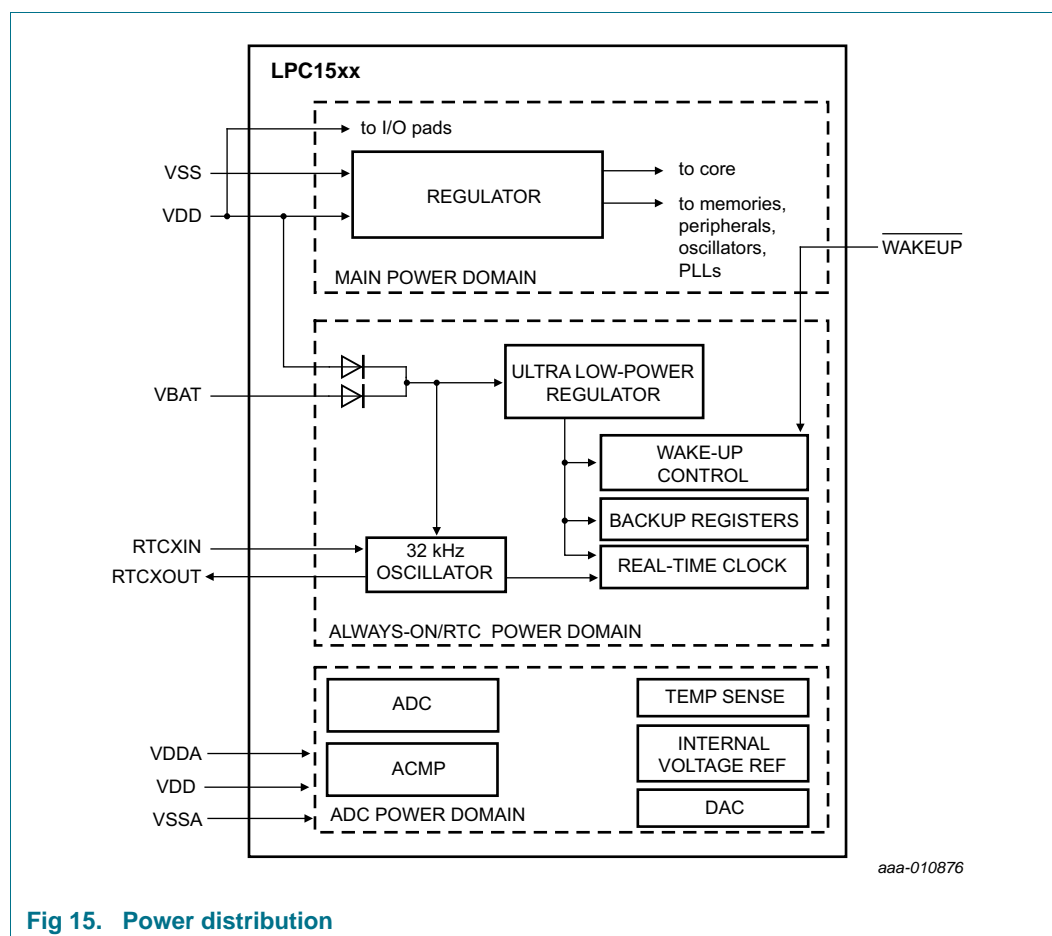 LPC15xx
to I/O pads
VSS
VDD
REGULATOR
to core
to memories,
peripherals,
oscillators,
PLLs
WAKEUP
MAIN POWER DOMAIN
VBAT
ULTRA LOW-POWER
REGULATOR
WAKE-UP
CONTROL
BACKUP REGISTERS
REAL-TIME CLOCK
RTCXIN
RTCXOUT
32 kHz
OSCILLATOR
ALWAYS-ON/RTC POWER DOMAIN
ADC
TEMP SENSE
VDDA
VDD
VSSA
ACMP
INTERNAL
VOLTAGE REF
DAC
ADC POWER DOMAIN
aaa-010876
Fig 15. Power distribution